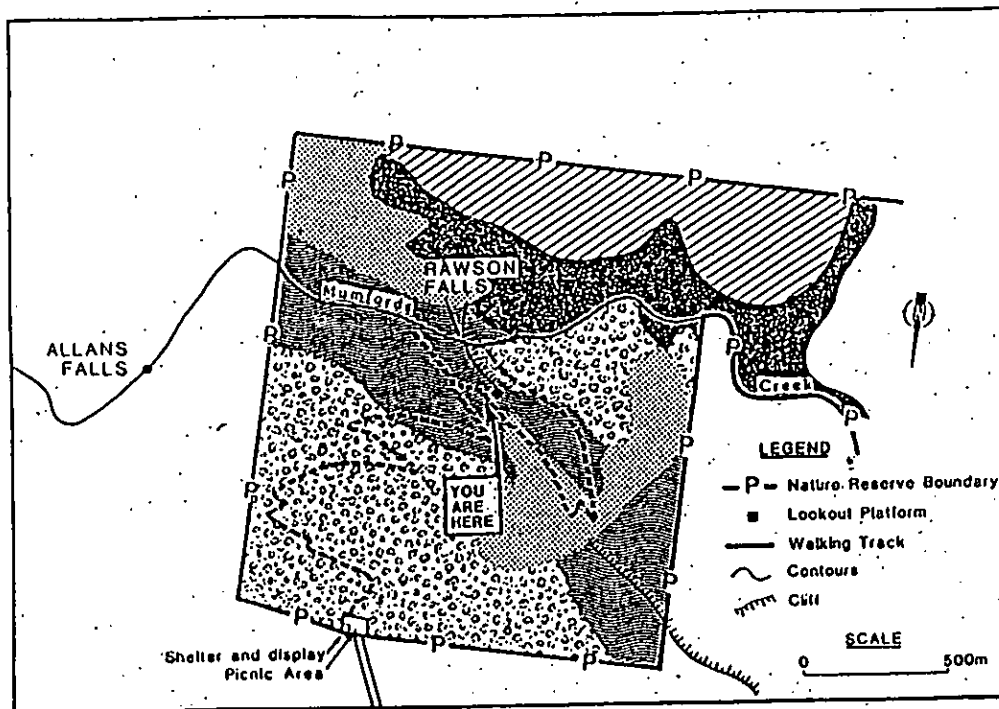 P
P
P
P
P
RAWSON
FALLS
Mumfords
ALLANS
FALLS
P
N
P
Creek
P
P
LEGEND
P
YOU
ARE
HERE
– P – Nature Reserve Boundary
Lookout Platform
Walking Track
Contours
Cliff
P
P
P
P
SCALE
Shelter and display
Picnic Area
0 500m